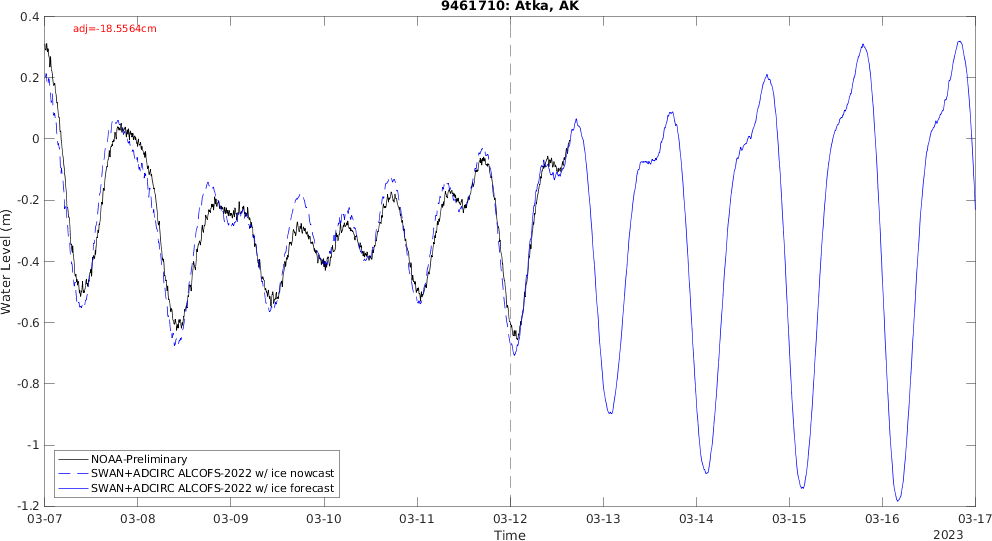 9461710: Atka, AK
adj=-18.5564cm
Water Level (m)
0.4
0.2
0
-0.2
-0.4
-0.6
-0.8
-1
-1.2
NOAA-Preliminary
SWAN+ADCIRC ALCOFS-2022 w/ ice nowcast
SWAN+ADCIRC ALCOFS-2022 w/ ice forecast
03-07 03-08 03-09 03-10 03-11 03-12 03-13 03-14 03-15 03-16 03-17
Time
2023